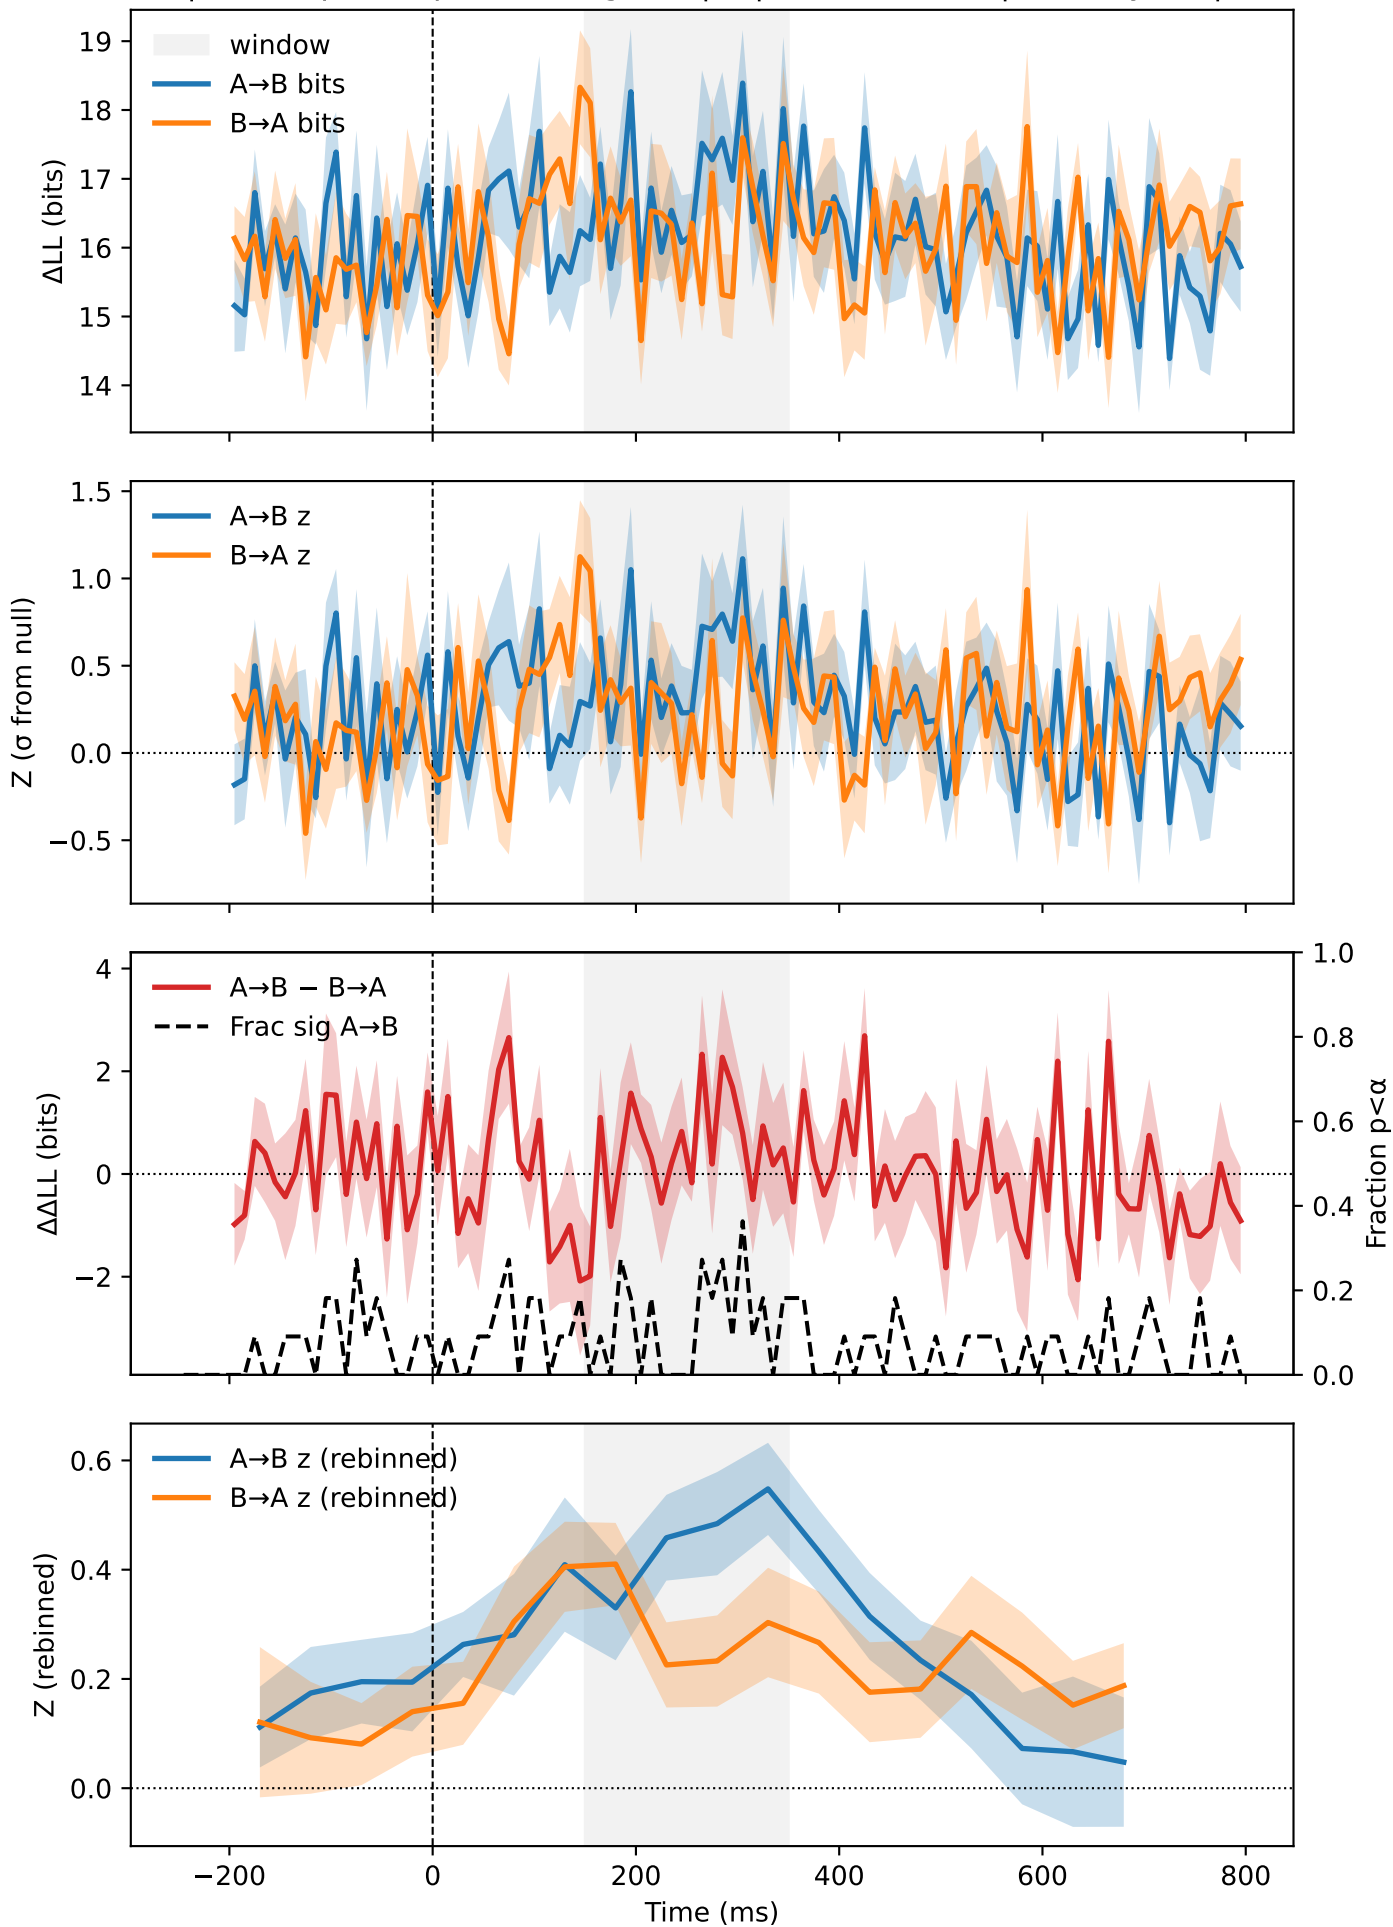 19
18
17
16
15
14
ΔLL (bits)
window
A→B bits
B→A bits
1.5
1.0
0.5
0.0
−0.5
Z (σ from null)
A→B z
B→A z
4
2
0
−2
ΔΔLL (bits)
A→B − B→A
Frac sig A→B
1.0
0.8
0.6
0.4
0.2
0.0
Fraction p<α
0.6
0.4
0.2
0.0
Z (rebinned)
A→B z (rebinned)
B→A z (rebinned)
−200
0
200
400
600
800
Time (ms)